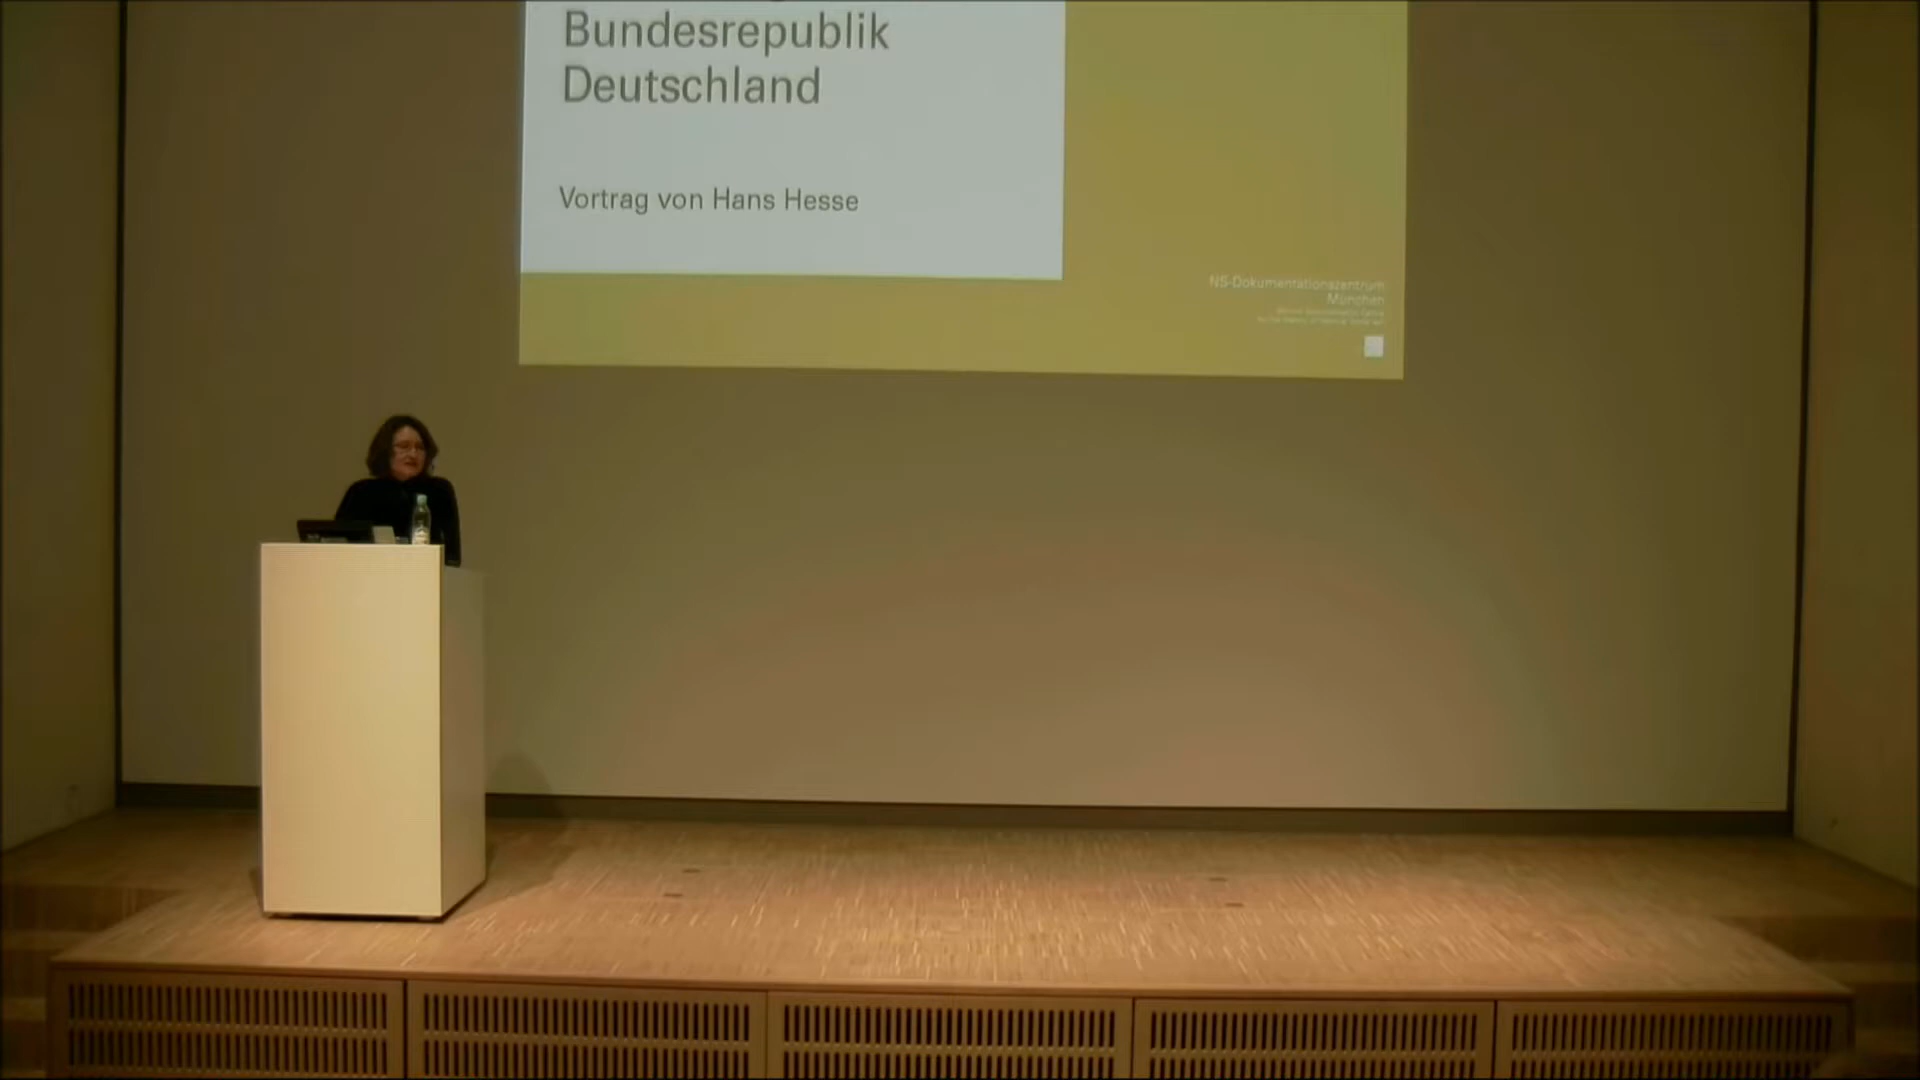 Bundesrepublik
Deutschland
Vortrag von Hans Hesse
NS-Dokumentationszentrum
München